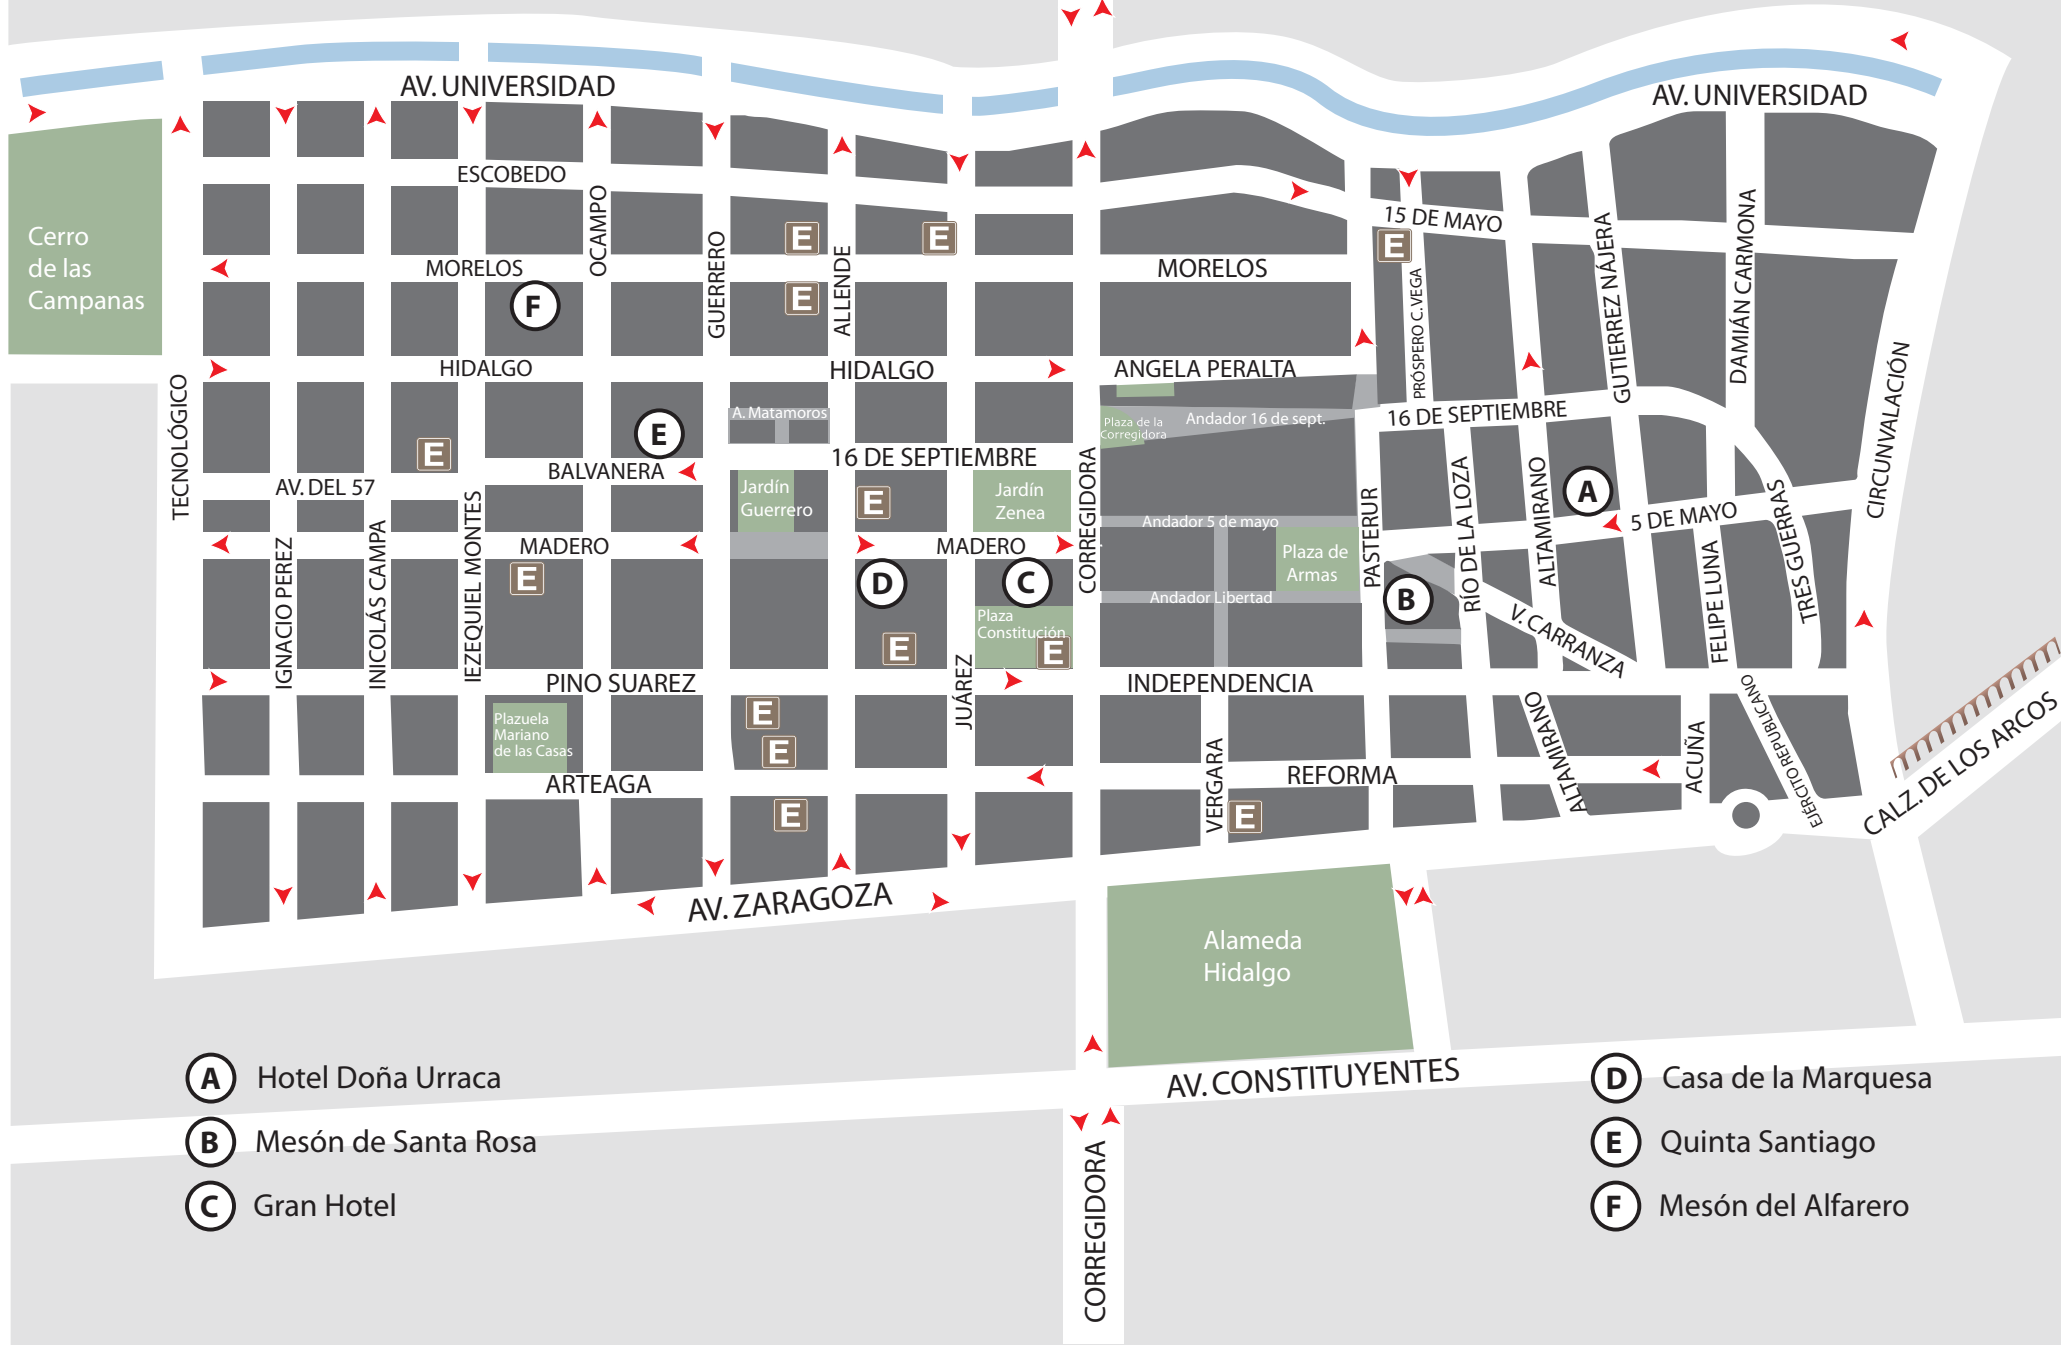 AV. UNIVERSIDAD
AV. UNIVERSIDAD
ESCOBEDO
OCAMPO
15 DE MAYO
Cerro
de las
Campanas
GUERRERO
ALLENDE
E
E
E
MORELOS
MORELOS
PRÓSPERO C. VEGA
GUTIERREZ NÁJERA
DAMIÁN CARMONA
F
E
HIDALGO
HIDALGO
ANGELA PERALTA
TECNOLÓGICO
CIRCUNVALACIÓN
A. Matamoros
Plaza de la
Corregidora
Andador 16 de sept.
16 DE SEPTIEMBRE
E
E
BALVANERA
16 DE SEPTIEMBRE
AV. DEL 57
Jardín
Guerrero
E
Jardín
Zenea
CORREGIDORA
Andador 5 de mayo
PASTERUR
RÍO DE LA LOZA
ALTAMIRANO
A
5 DE MAYO
TRES GUERRAS
IGNACIO PEREZ
INICOLÁS CAMPA
IEZEQUIEL MONTES
MADERO
MADERO
Plaza de
Armas
E
D
C
Andador Libertad
B
FELIPE LUNA
Plaza
Constitución
E
E
V. CARRANZA
JUÁREZ
PINO SUAREZ
INDEPENDENCIA
Plazuela
Mariano
de las Casas
E
E
VERGARA
ALTAMIRANO
ACUÑA
EJÉRCITO REPUBLICANO
CALZ. DE LOS ARCOS
ARTEAGA
REFORMA
E
E
AV. ZARAGOZA
Alameda
Hidalgo
AV. CONSTITUYENTES
CORREGIDORA
A Hotel Doña Urraca
B Mesón de Santa Rosa
C Gran Hotel
D Casa de la Marquesa
E Quinta Santiago
F Mesón del Alfarero